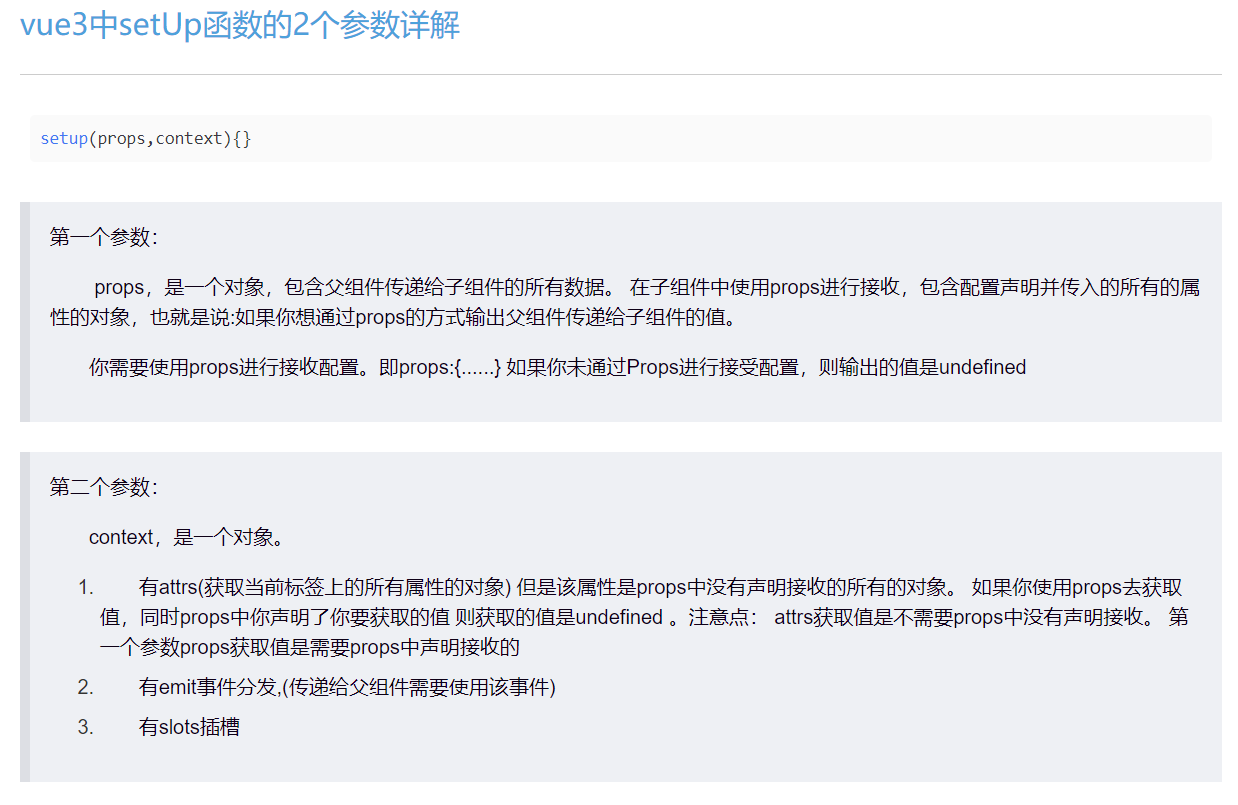 vue3中setUp函数的2个参数详解
setup(props,context){}
第一个参数：
props，是一个对象，包含父组件传递给子组件的所有数据。 在子组件中使用props进行接收，包含配置声明并传入的所有的属
性的对象，也就是说:如果你想通过props的方式输出父组件传递给子组件的值。
你需要使用props进行接收配置。即props:{......} 如果你未通过Props进行接受配置，则输出的值是undefined
第二个参数：
context，是一个对象。
1. 有attrs(获取当前标签上的所有属性的对象) 但是该属性是props中没有声明接收的所有的对象。 如果你使用props去获取
值，同时props中你声明了你要获取的值 则获取的值是undefined 。注意点： attrs获取值是不需要props中没有声明接收。 第
一个参数props获取值是需要props中声明接收的
2. 有emit事件分发,(传递给父组件需要使用该事件)
3. 有slots插槽